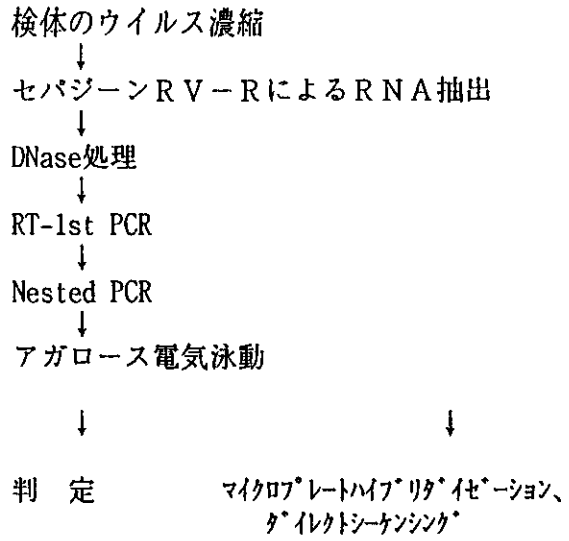 検体のウイルス濃縮
↓
セパジーンRV－RによるRNA抽出
↓
DNase処理
↓
RT-1st PCR
↓
Nested PCR
↓
アガロース電気泳動
↓ ↓
判 定 ﾏｲｸﾛﾌﾟﾚｰﾄﾊｲﾌﾞﾘﾀﾞｲｾﾞｰｼｮﾝ、
ﾀﾞｲﾚｸﾄｼｰｹﾝｼﾝｸﾞ